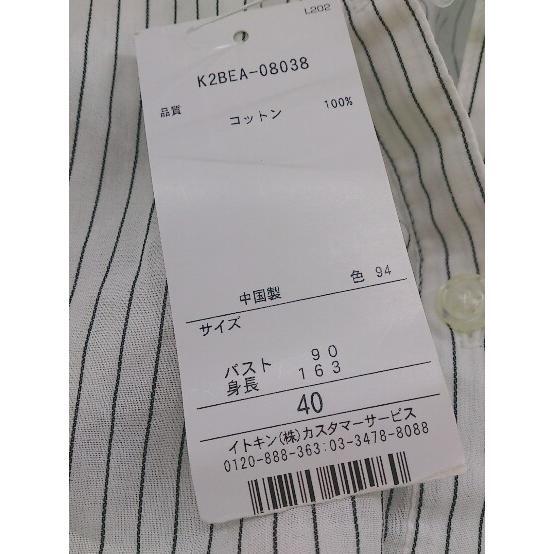 L202
K2BEA-08038
品質 コットン 100%
中国製 色 94
サイズ
バスト 90
身長 163
40
イトキン(株)カスタマーサービス
0120-888-363:03-3478-8088